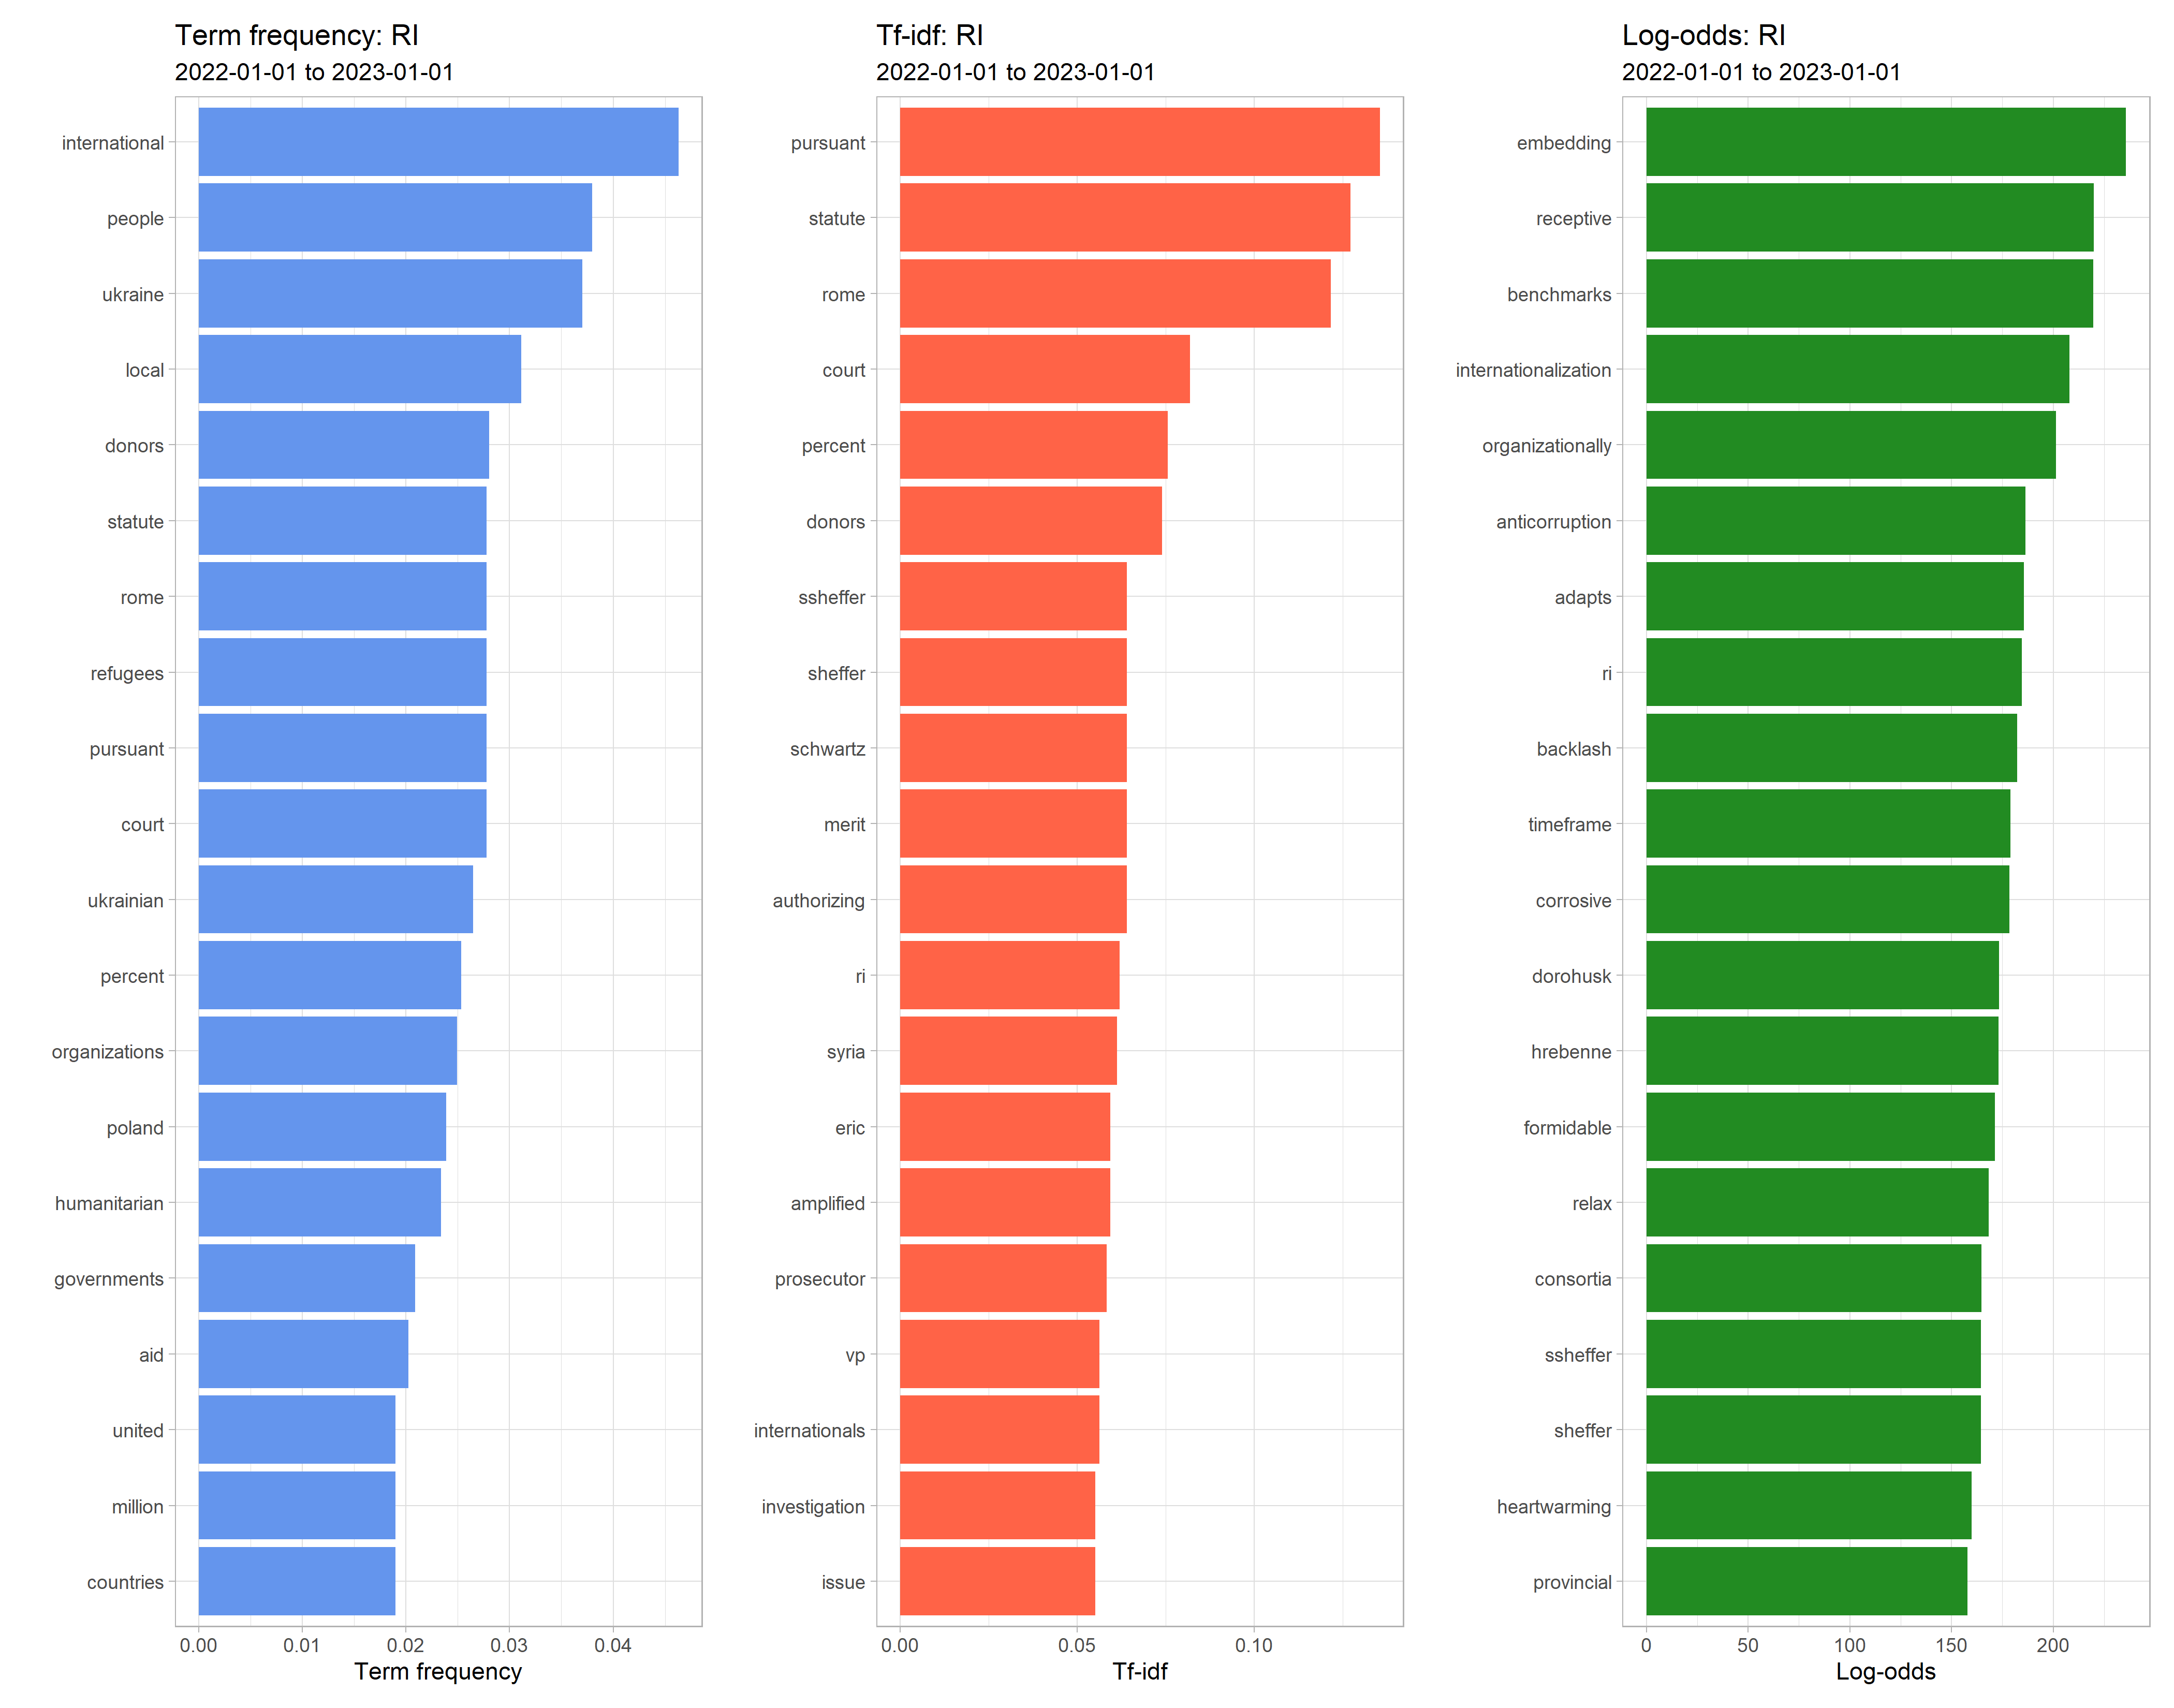 Term frequency: RI
2022-01-01 to 2023-01-01
international
people
ukraine
local
donors
statute
rome
refugees
pursuant
court
ukrainian
percent
organizations
poland
humanitarian
governments
aid
united
million
countries
0.00 0.01 0.02 0.03 0.04
Term frequency
Tf-idf: RI
2022-01-01 to 2023-01-01
pursuant
statute
rome
court
percent
donors
ssheffer
sheffer
schwartz
merit
authorizing
ri
syria
eric
amplified
prosecutor
vp
internationals
investigation
issue
0.00 0.05 0.10
Tf-idf
Log-odds: RI
2022-01-01 to 2023-01-01
embedding
receptive
benchmarks
internationalization
organizationally
anticorruption
adapts
ri
backlash
timeframe
corrosive
dorohusk
hrebenne
formidable
relax
consortia
ssheffer
sheffer
heartwarming
provincial
0 50 100 150 200
Log-odds